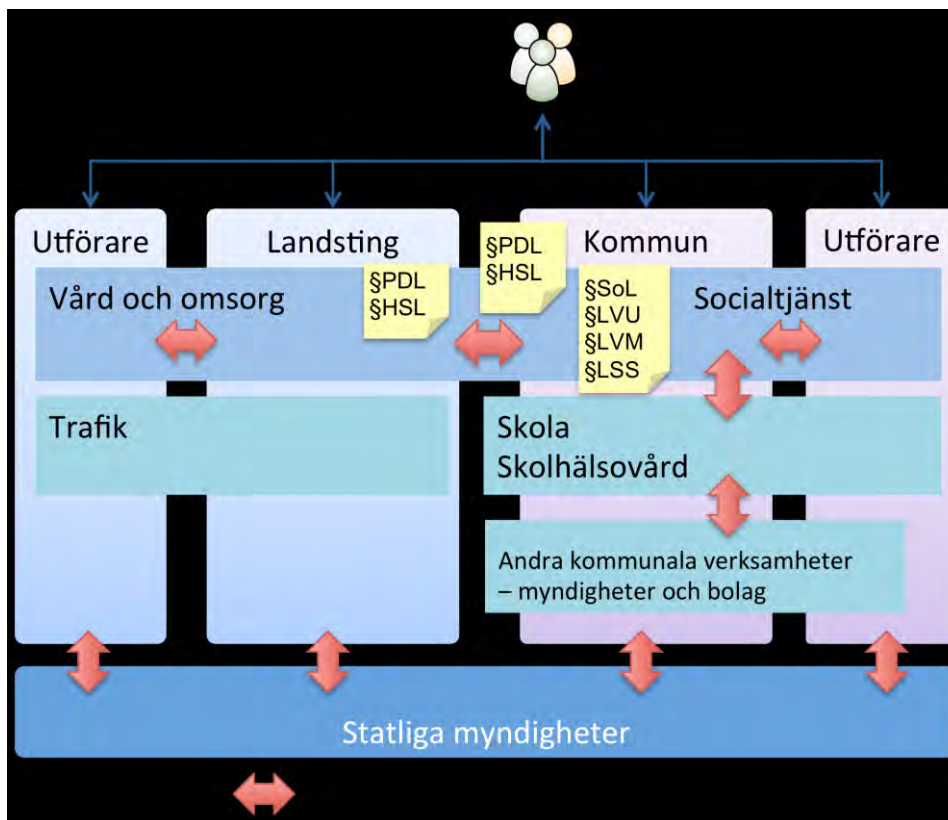 Utförare
Landsting
Kommun
Utförare
Vård och omsorg
§PDL
§HSL
§PDL
§HSL
§SoL
§LVU
§LVM
§LSS
Socialtjänst
Trafik
Skola
Skolhälsovård
Andra kommunala verksamheter
– myndigheter och bolag
Statliga myndigheter